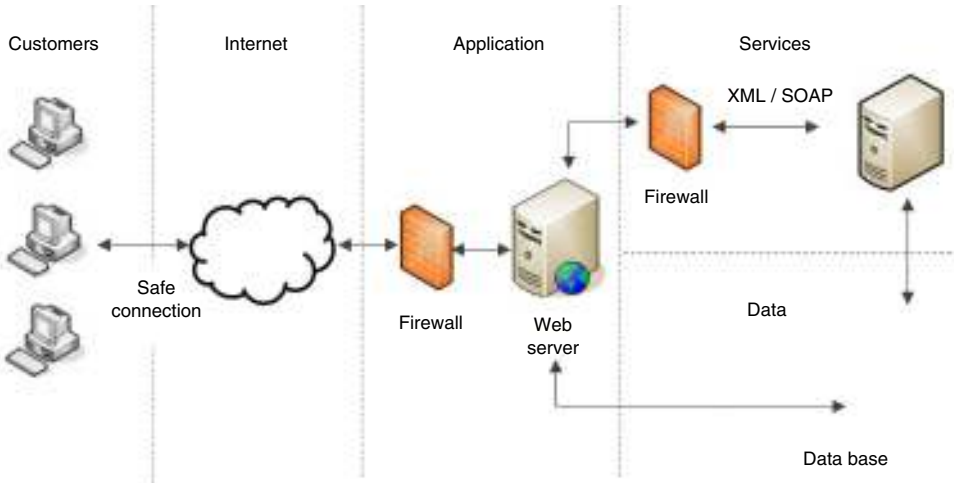 Customers
Internet
Application
Services
XML / SOAP
Firewall
Safe
connection
Firewall
Web
server
Data
Data base